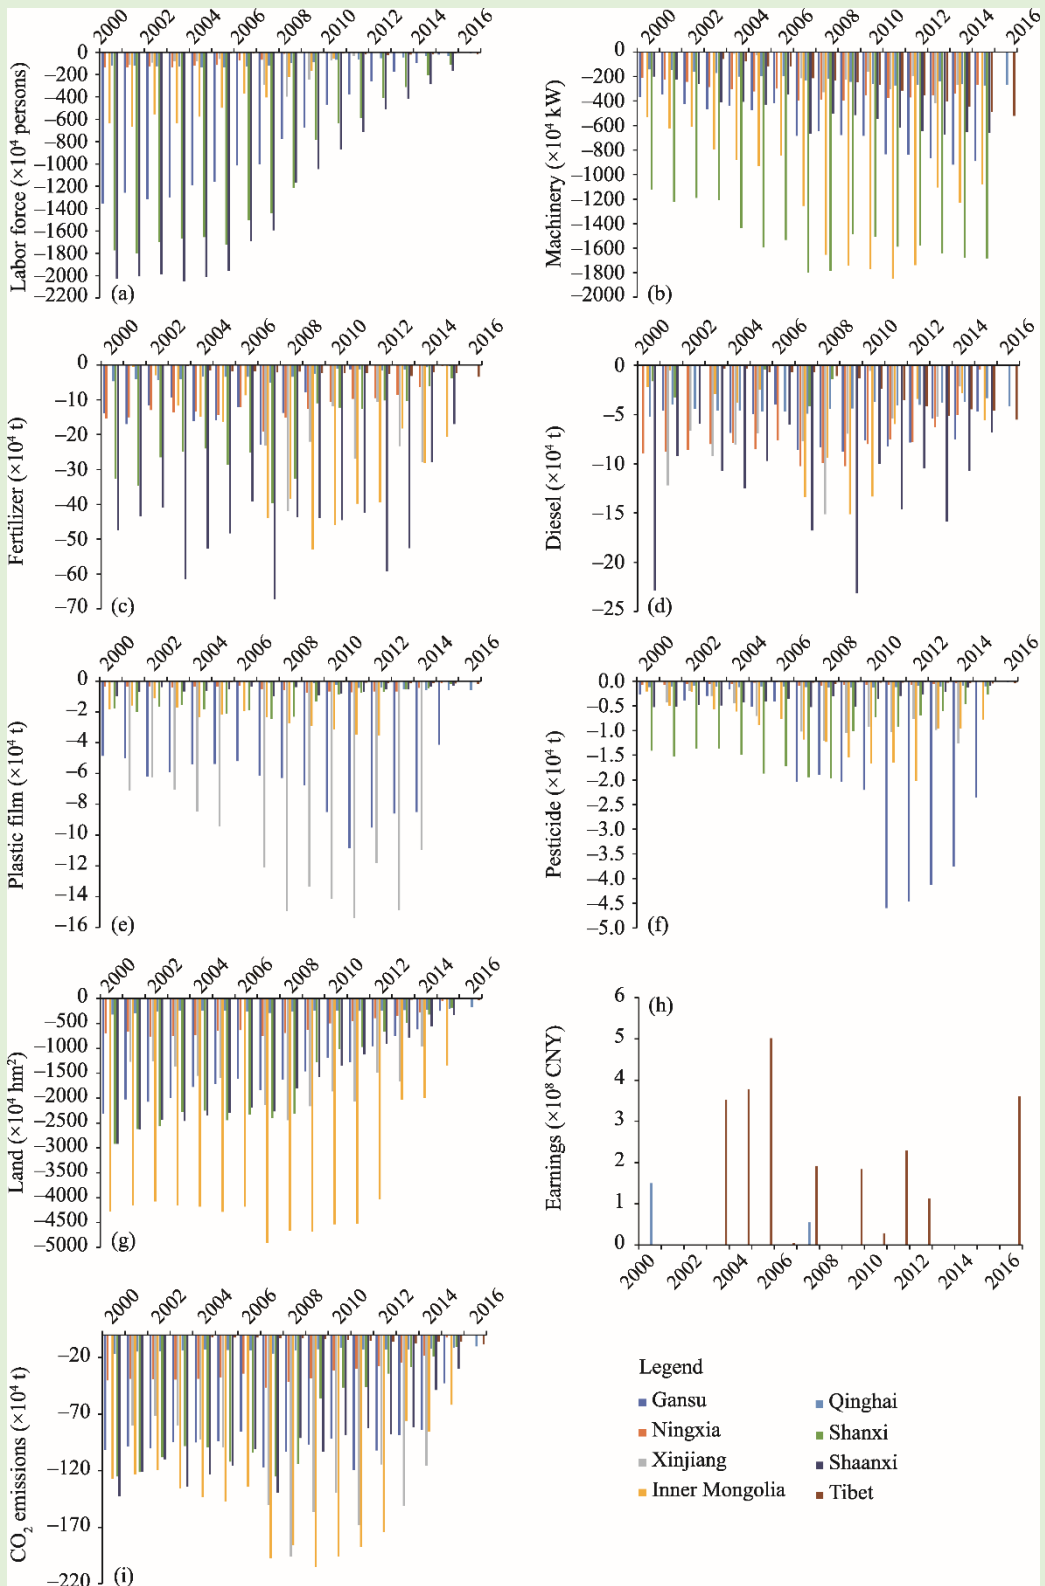 2000 2002 2004 2006 2008 2010 2012 2014 2016
0
−200
−400
−600
−800
−1000
−1200
−1400
−1600
−1800
−2000
−2200
Labor force (×10⁴ persons)
(a)
2000 2002 2004 2006 2008 2010 2012 2014 2016
0
−200
−400
−600
−800
−1000
−1200
−1400
−1600
−1800
−2000
Machinery (×10⁴ kW)
(b)
2000 2002 2004 2006 2008 2010 2012 2014 2016
0
−10
−20
−30
−40
−50
−60
−70
Fertilizer (×10⁴ t)
(c)
2000 2002 2004 2006 2008 2010 2012 2014 2016
0
−5
−10
−15
−20
−25
Diesel (×10⁴ t)
(d)
2000 2002 2004 2006 2008 2010 2012 2014 2016
0
−2
−4
−6
−8
−10
−12
−14
−16
Plastic film (×10⁴ t)
(e)
2000 2002 2004 2006 2008 2010 2012 2014 2016
0.0
−0.5
−1.0
−1.5
−2.0
−2.5
−3.0
−3.5
−4.0
−4.5
−5.0
Pesticide (×10⁴ t)
(f)
2000 2002 2004 2006 2008 2010 2012 2014 2016
0
−500
−1000
−1500
−2000
−2500
−3000
−3500
−4000
−4500
−5000
Land (×10⁴ hm²)
(g)
6
5
4
3
2
1
0
Earnings (×10⁸ CNY)
(h)
2000 2002 2004 2006 2008 2010 2012 2014 2016
2000 2002 2004 2006 2008 2010 2012 2014 2016
−20
−70
−120
−170
−220
CO₂ emissions (×10⁴ t)
(i)
Legend
Gansu
Qinghai
Ningxia
Shanxi
Xinjiang
Shaanxi
Inner Mongolia
Tibet